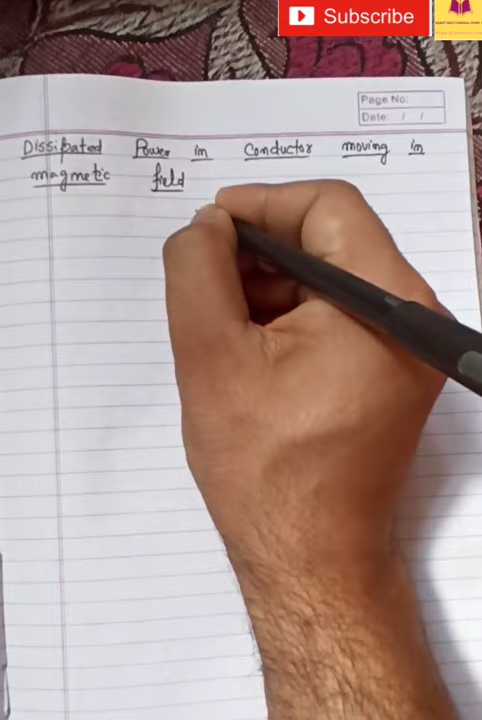 Subscribe
Page No:
Date: / /
Dissipated Power in Conductor moving in
magnetic field